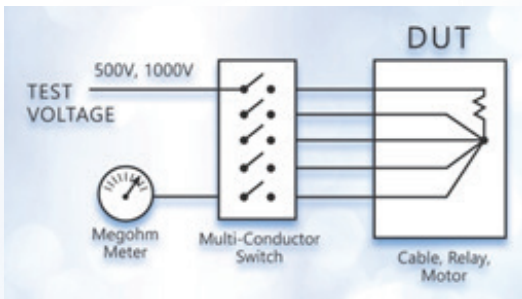 DUT
500V, 1000V
TEST
VOLTAGE
Megohm
Meter
Multi-Conductor
Switch
Cable, Relay,
Motor